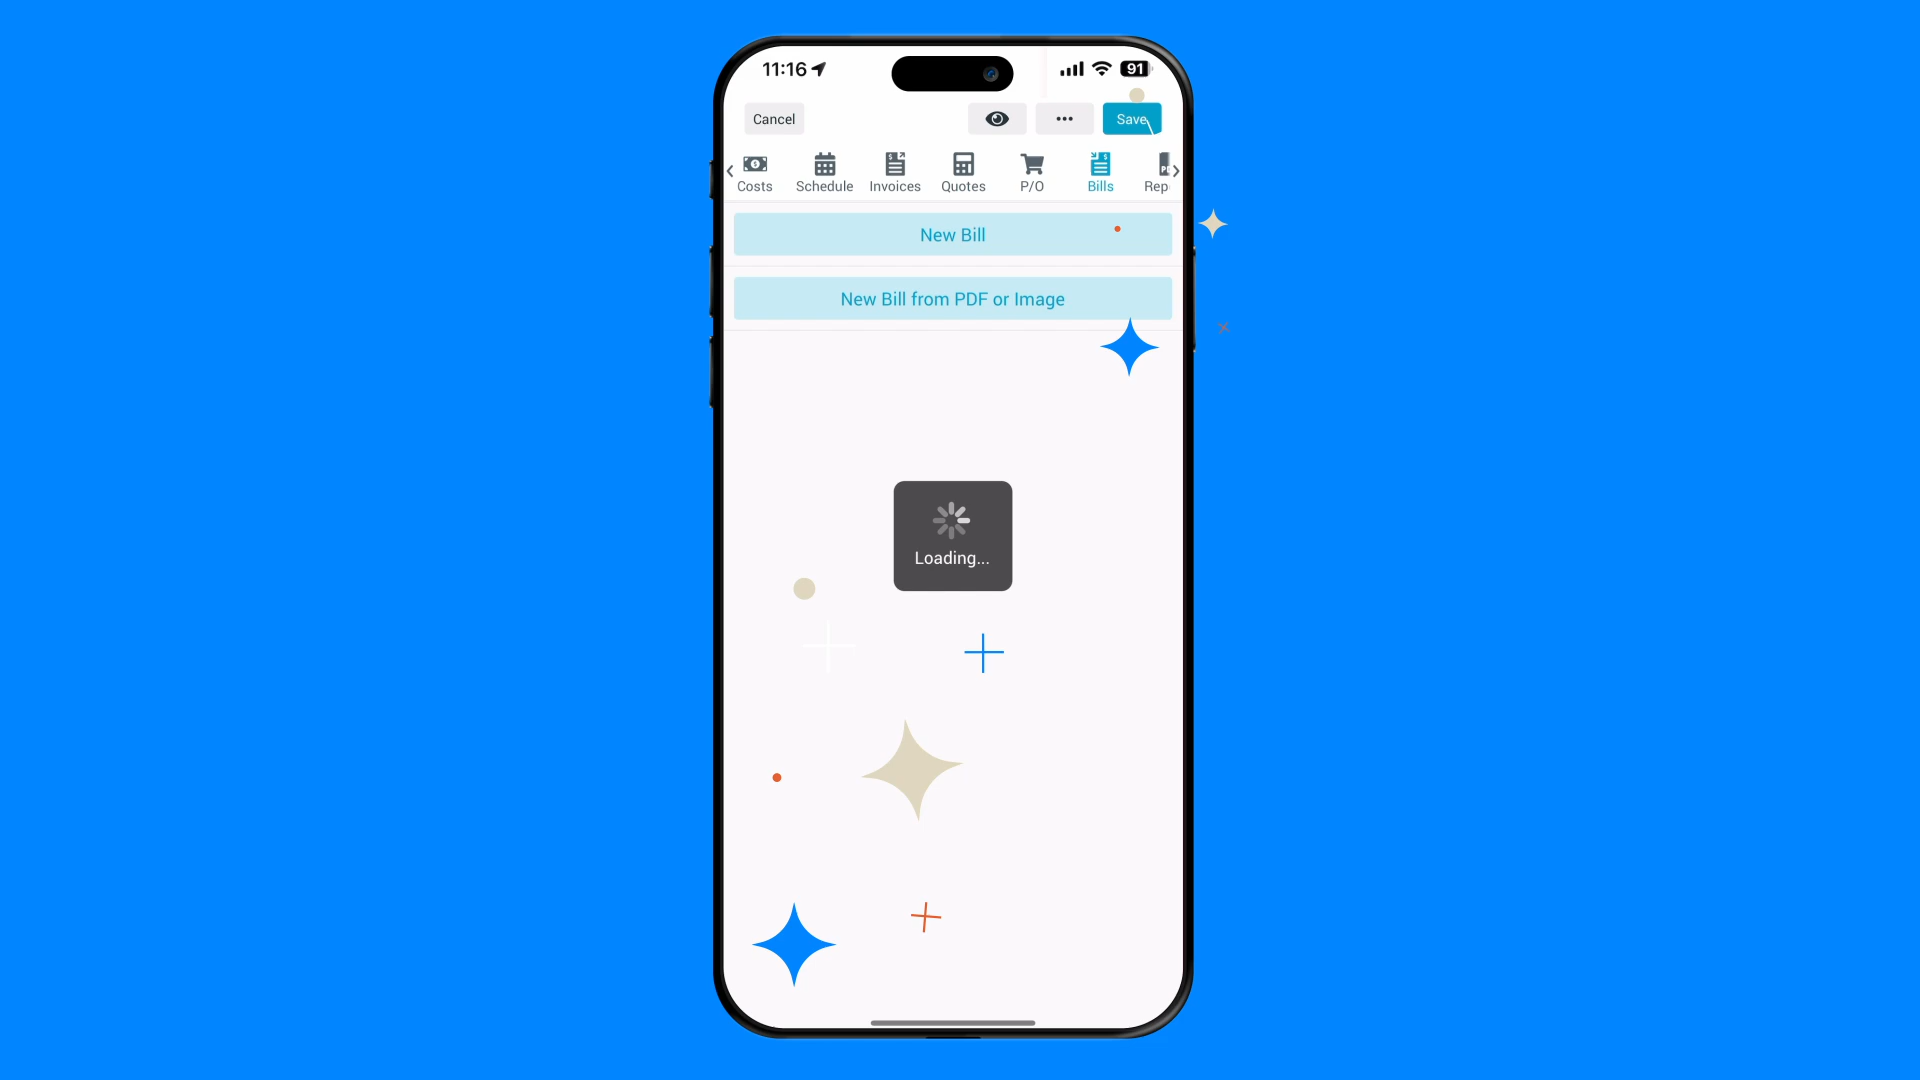 11:16
91
Cancel
Save
Costs
Schedule
Invoices
Quotes
P/O
Bills
Rep
New Bill
New Bill from PDF or Image
Loading...